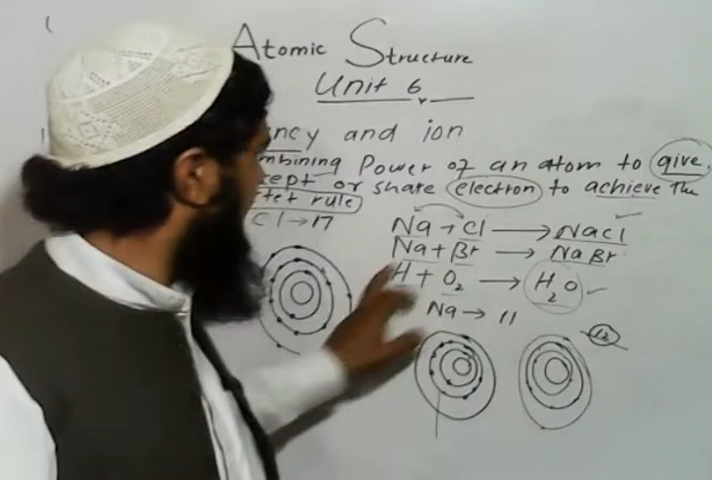 Atomic Structure
Unit 6
ncy and ion
mbining Power of an atom to give,
cept or share electron to achieve the
tet rule
Cl → 17
Na + Cl → NaCl
Na + Br → NaBr
H + O₂ → H₂O
Na → 11
12